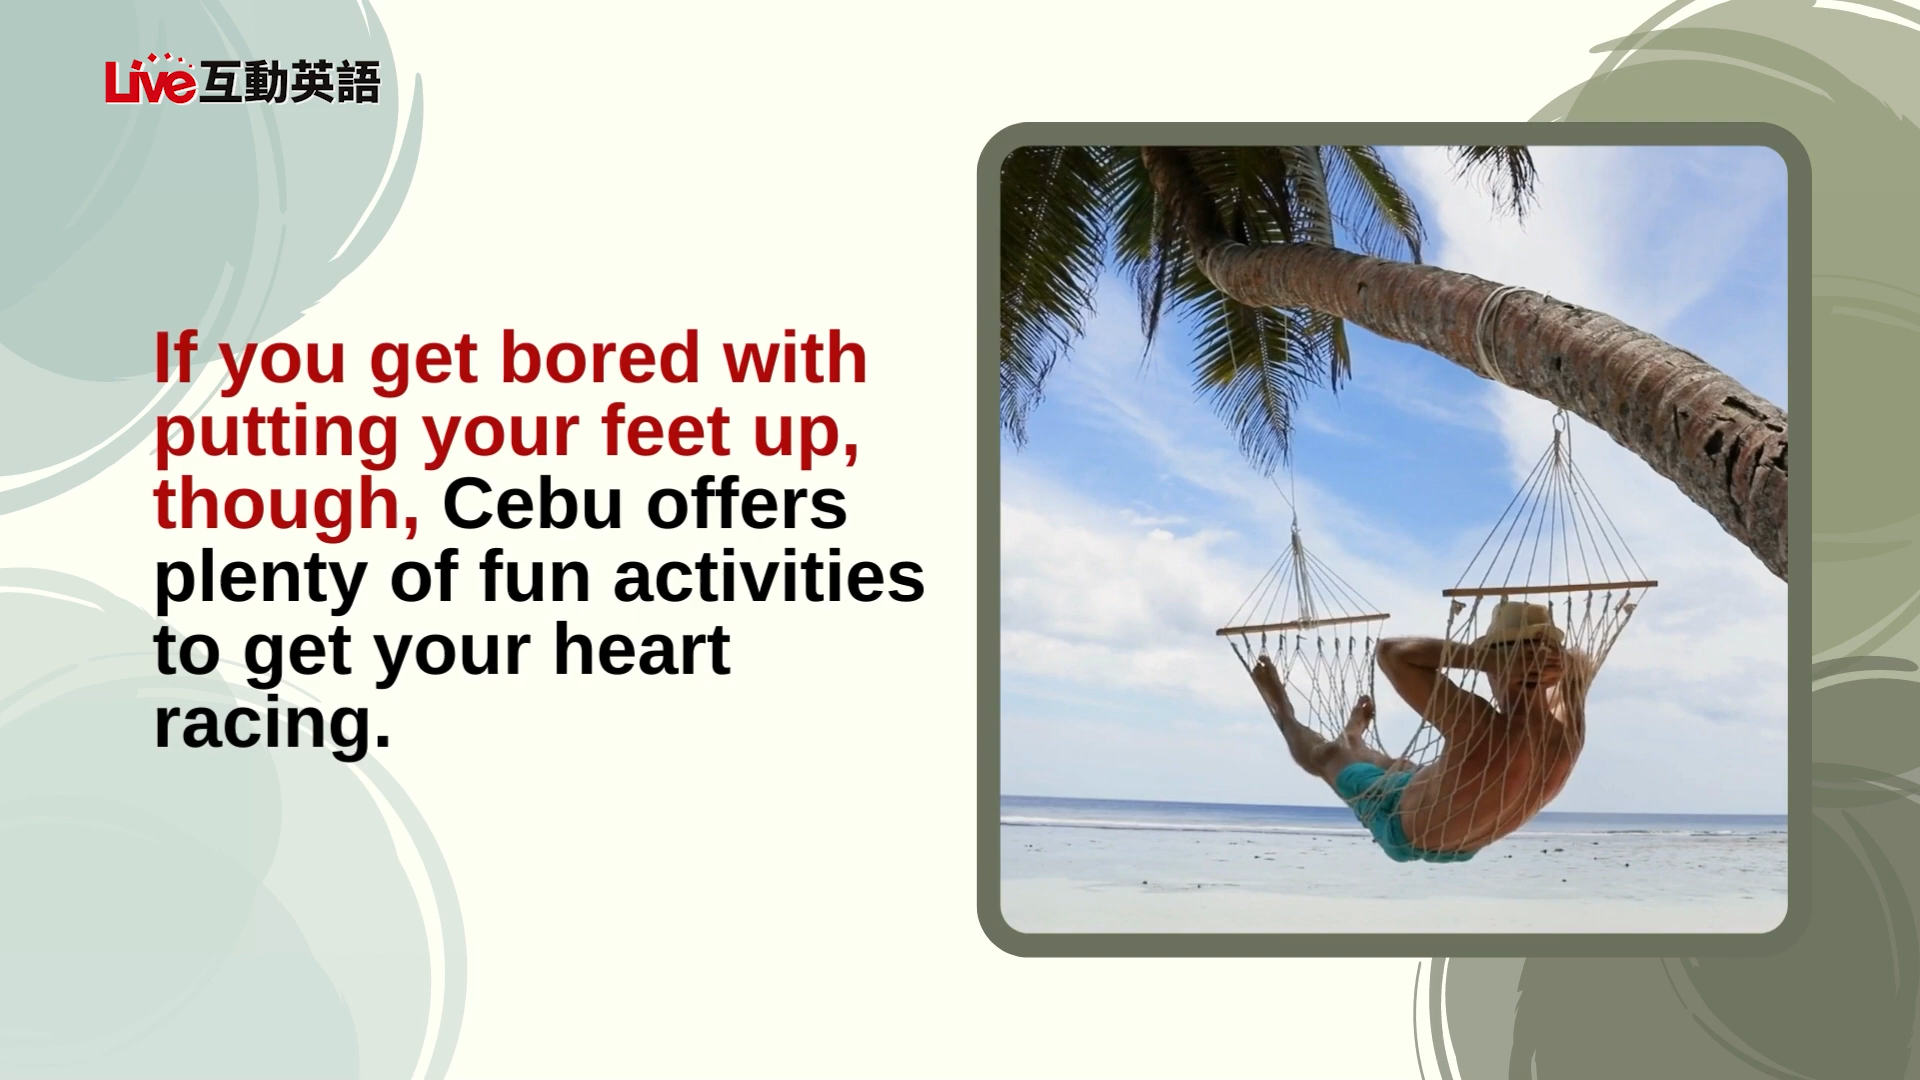 Live互動英語
If you get bored with
putting your feet up,
though, Cebu offers
plenty of fun activities
to get your heart
racing.